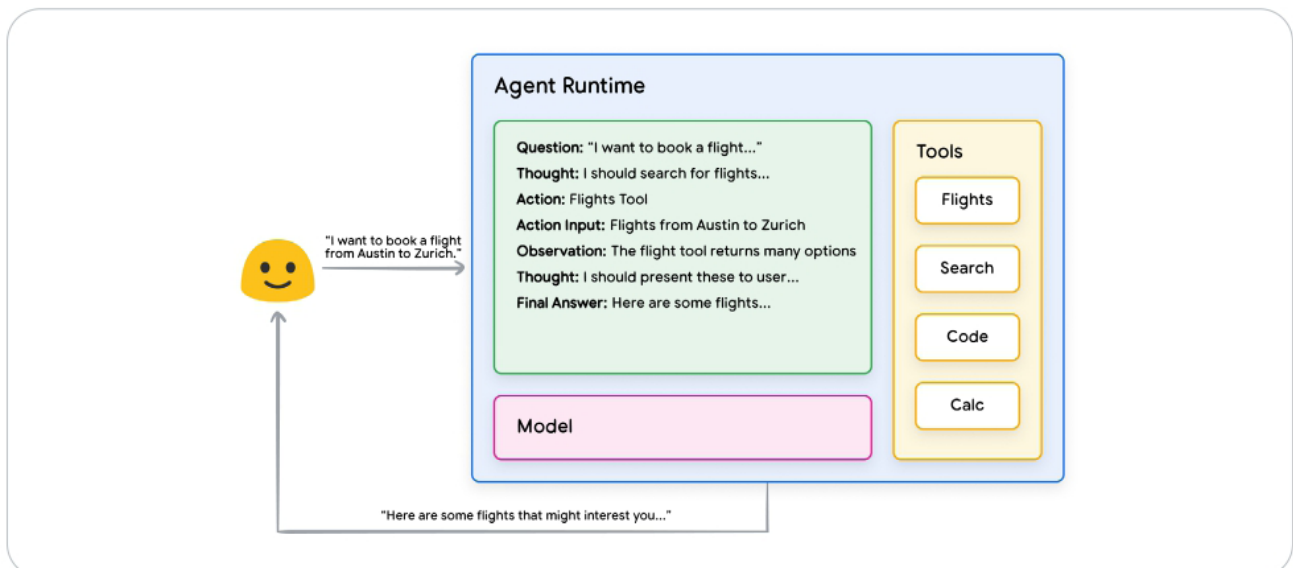 Agent Runtime
Question: "I want to book a flight..."
Thought: I should search for flights...
Action: Flights Tool
Action Input: Flights from Austin to Zurich
Observation: The flight tool returns many options
Thought: I should present these to user...
Final Answer: Here are some flights...
Model
Tools
Flights
Search
Code
Calc
"I want to book a flight
from Austin to Zurich."
"Here are some flights that might interest you..."